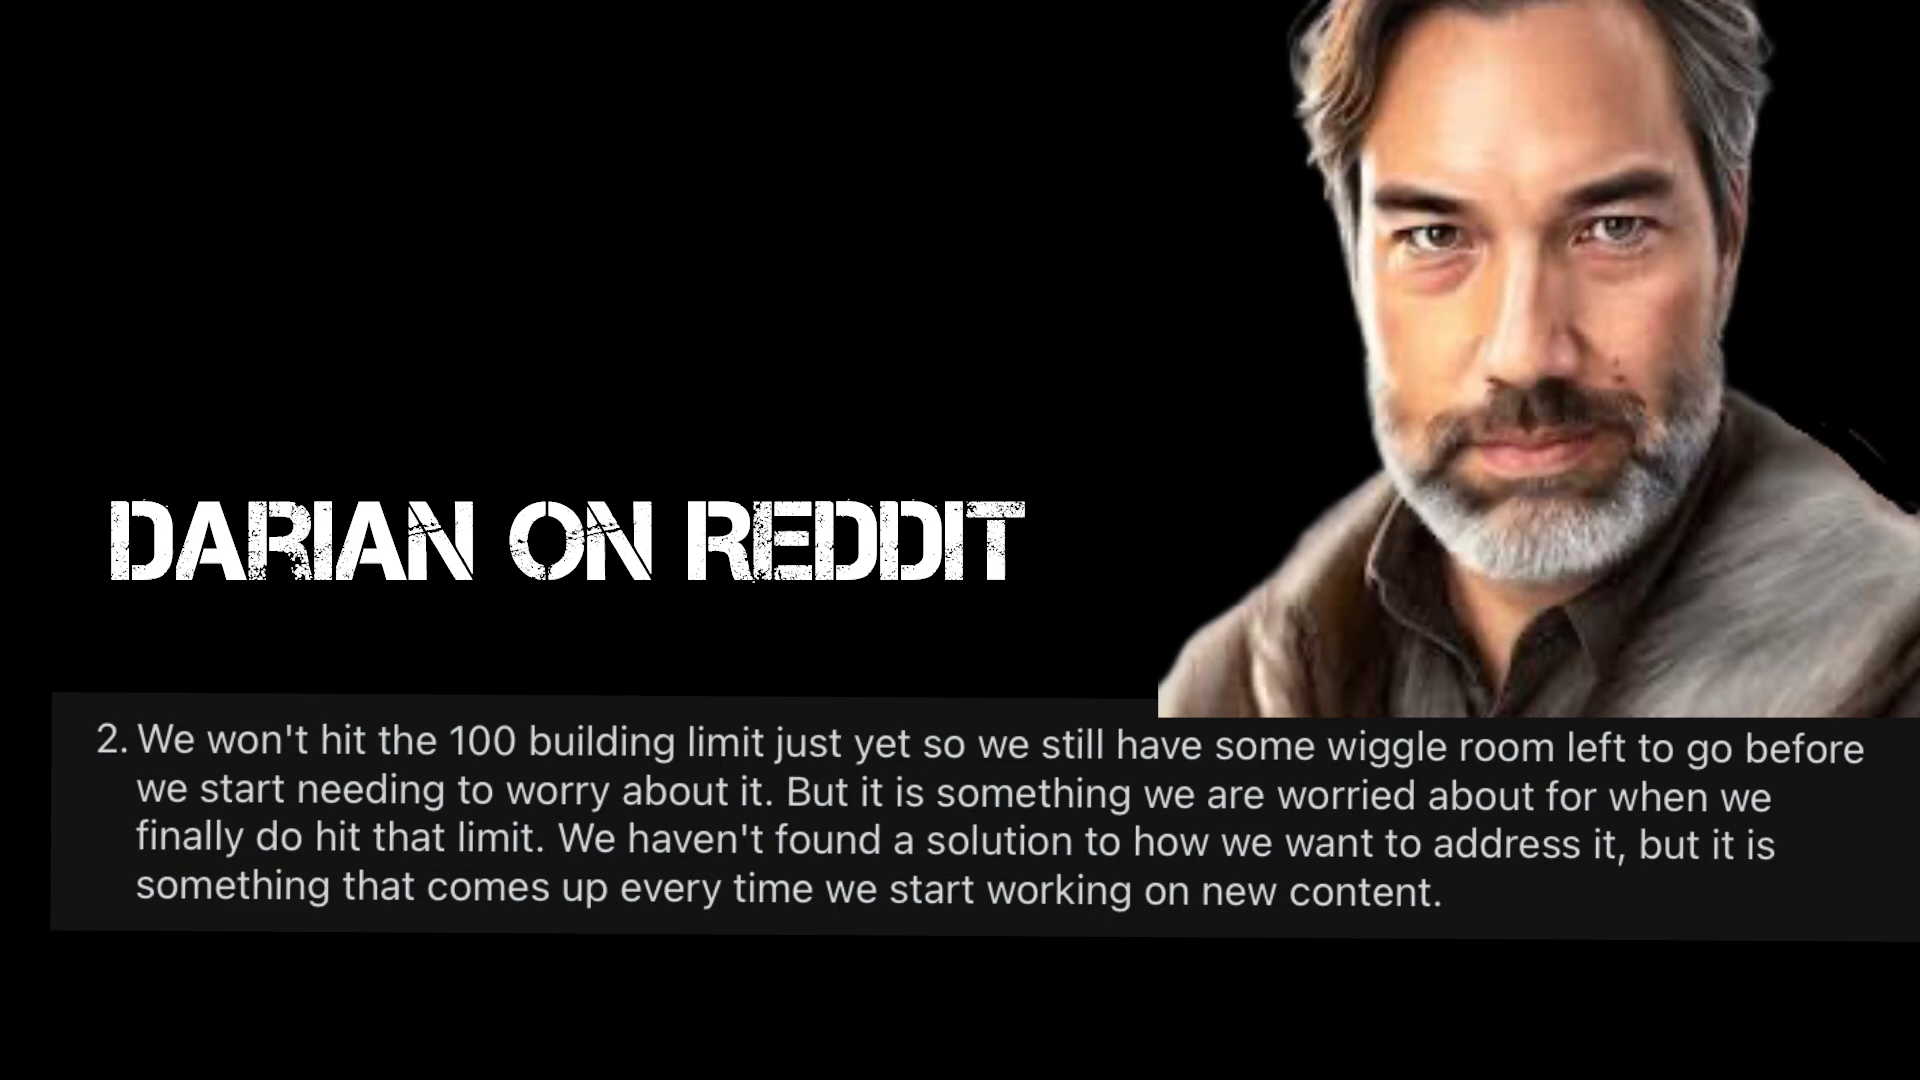 DARIAN ON REDDIT
2. We won't hit the 100 building limit just yet so we still have some wiggle room left to go before
we start needing to worry about it. But it is something we are worried about for when we
finally do hit that limit. We haven't found a solution to how we want to address it, but it is
something that comes up every time we start working on new content.